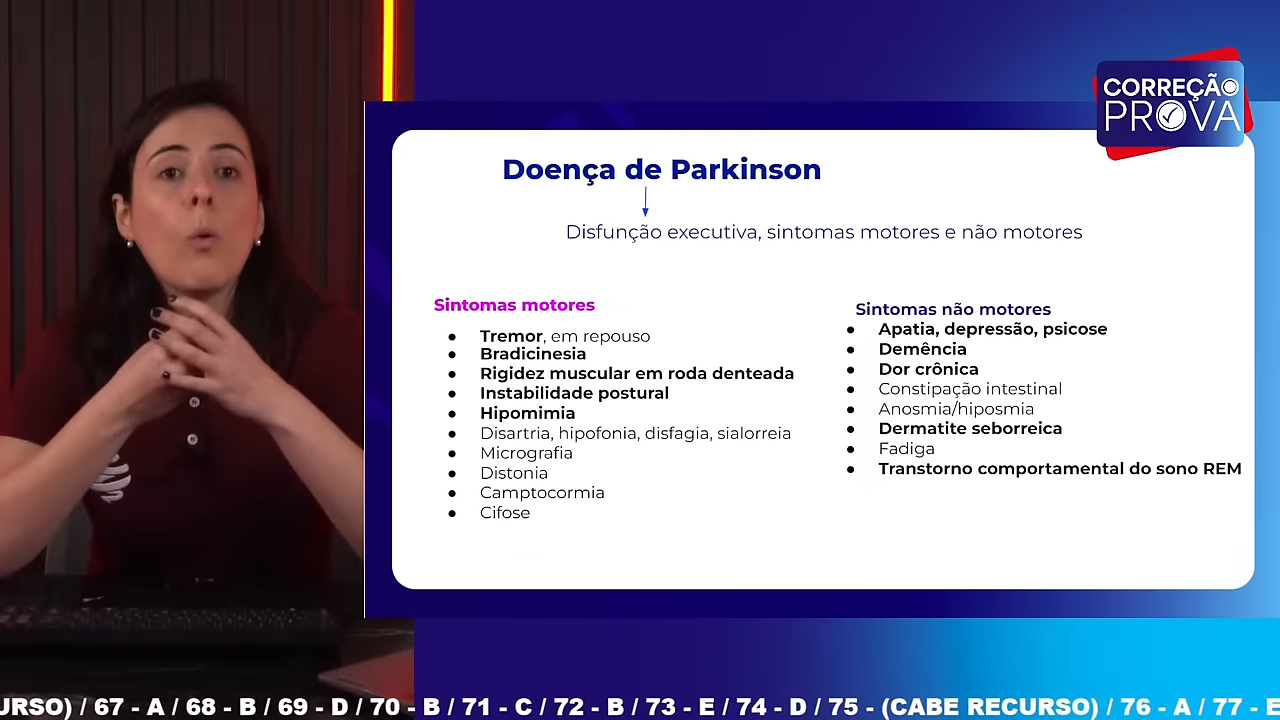 CORREÇÃO
PROVA
Doença de Parkinson
Disfunção executiva, sintomas motores e não motores
Sintomas motores
● Tremor, em repouso
● Bradicinesia
● Rigidez muscular em roda denteada
● Instabilidade postural
● Hipomimia
● Disartria, hipofonia, disfagia, sialorreia
● Micrografia
● Distonia
● Camptocormia
● Cifose
Sintomas não motores
● Apatia, depressão, psicose
● Demência
● Dor crônica
● Constipação intestinal
● Anosmia/hiposmia
● Dermatite seborreica
● Fadiga
● Transtorno comportamental do sono REM
URSO) / 67 - A / 68 - B / 69 - D / 70 - B / 71 - C / 72 - B / 73 - E / 74 - D / 75 - (CABE RECURSO) / 76 - A / 77 - E